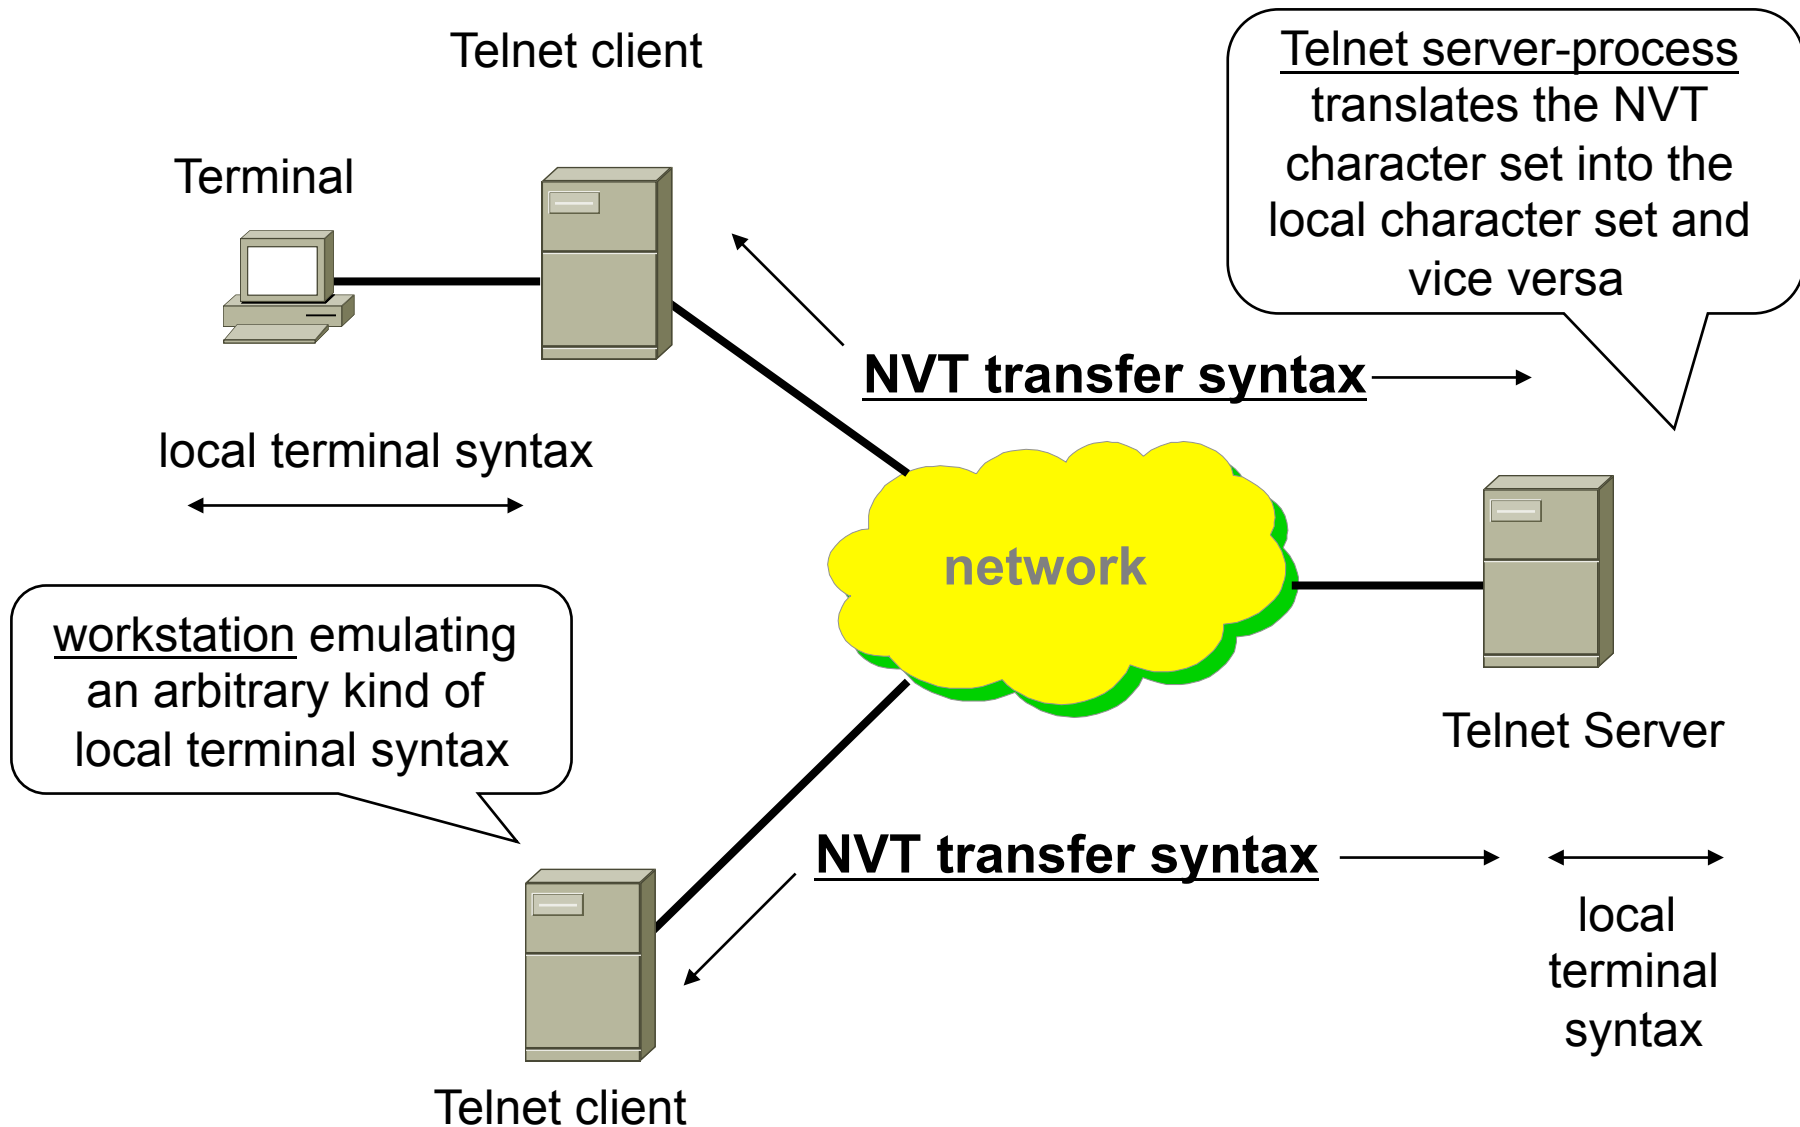 Telnet client
Telnet server-process
translates the NVT
character set into the
local character set and
vice versa
Terminal
NVT transfer syntax
local terminal syntax
network
workstation emulating
an arbitrary kind of
local terminal syntax
Telnet Server
NVT transfer syntax
local
terminal
syntax
Telnet client